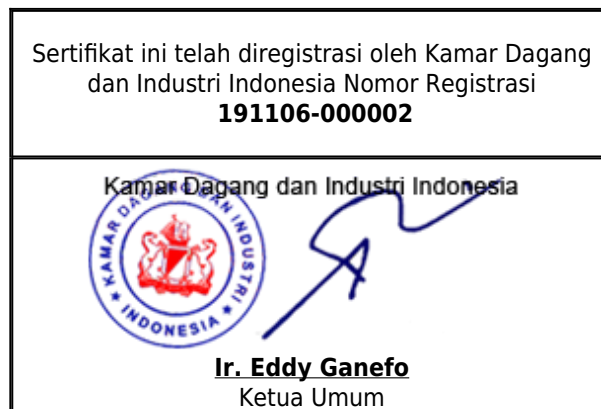 Sertifikat ini telah diregistrasi oleh Kamar Dagang
dan Industri Indonesia Nomor Registrasi
191106-000002
Kamar Dagang dan Industri Indonesia
KAMAR DAGANG DAN INDUSTRI
INDONESIA
Ir. Eddy Ganefo
Ketua Umum